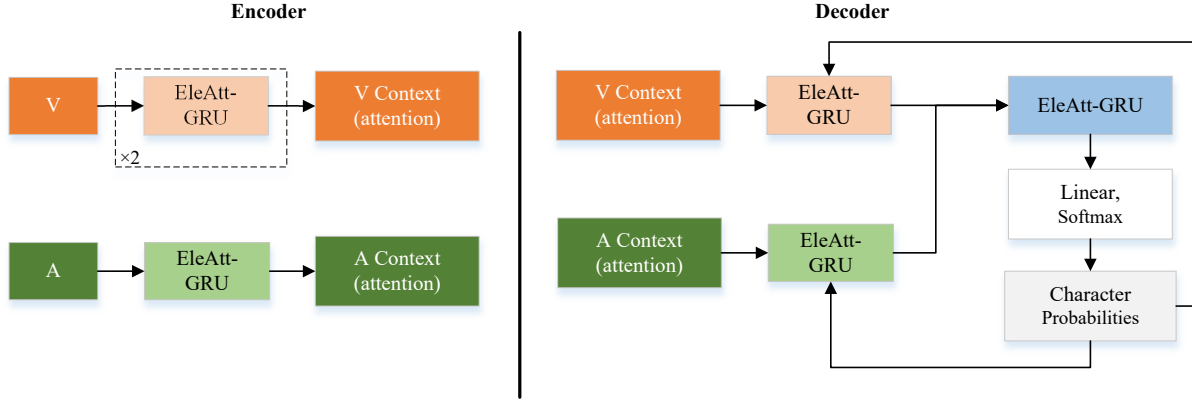 Encoder
V
EleAtt-
GRU
×2
V Context
(attention)
A
EleAtt-
GRU
A Context
(attention)
Decoder
V Context
(attention)
EleAtt-
GRU
EleAtt-GRU
A Context
(attention)
EleAtt-
GRU
Linear,
Softmax
Character
Probabilities